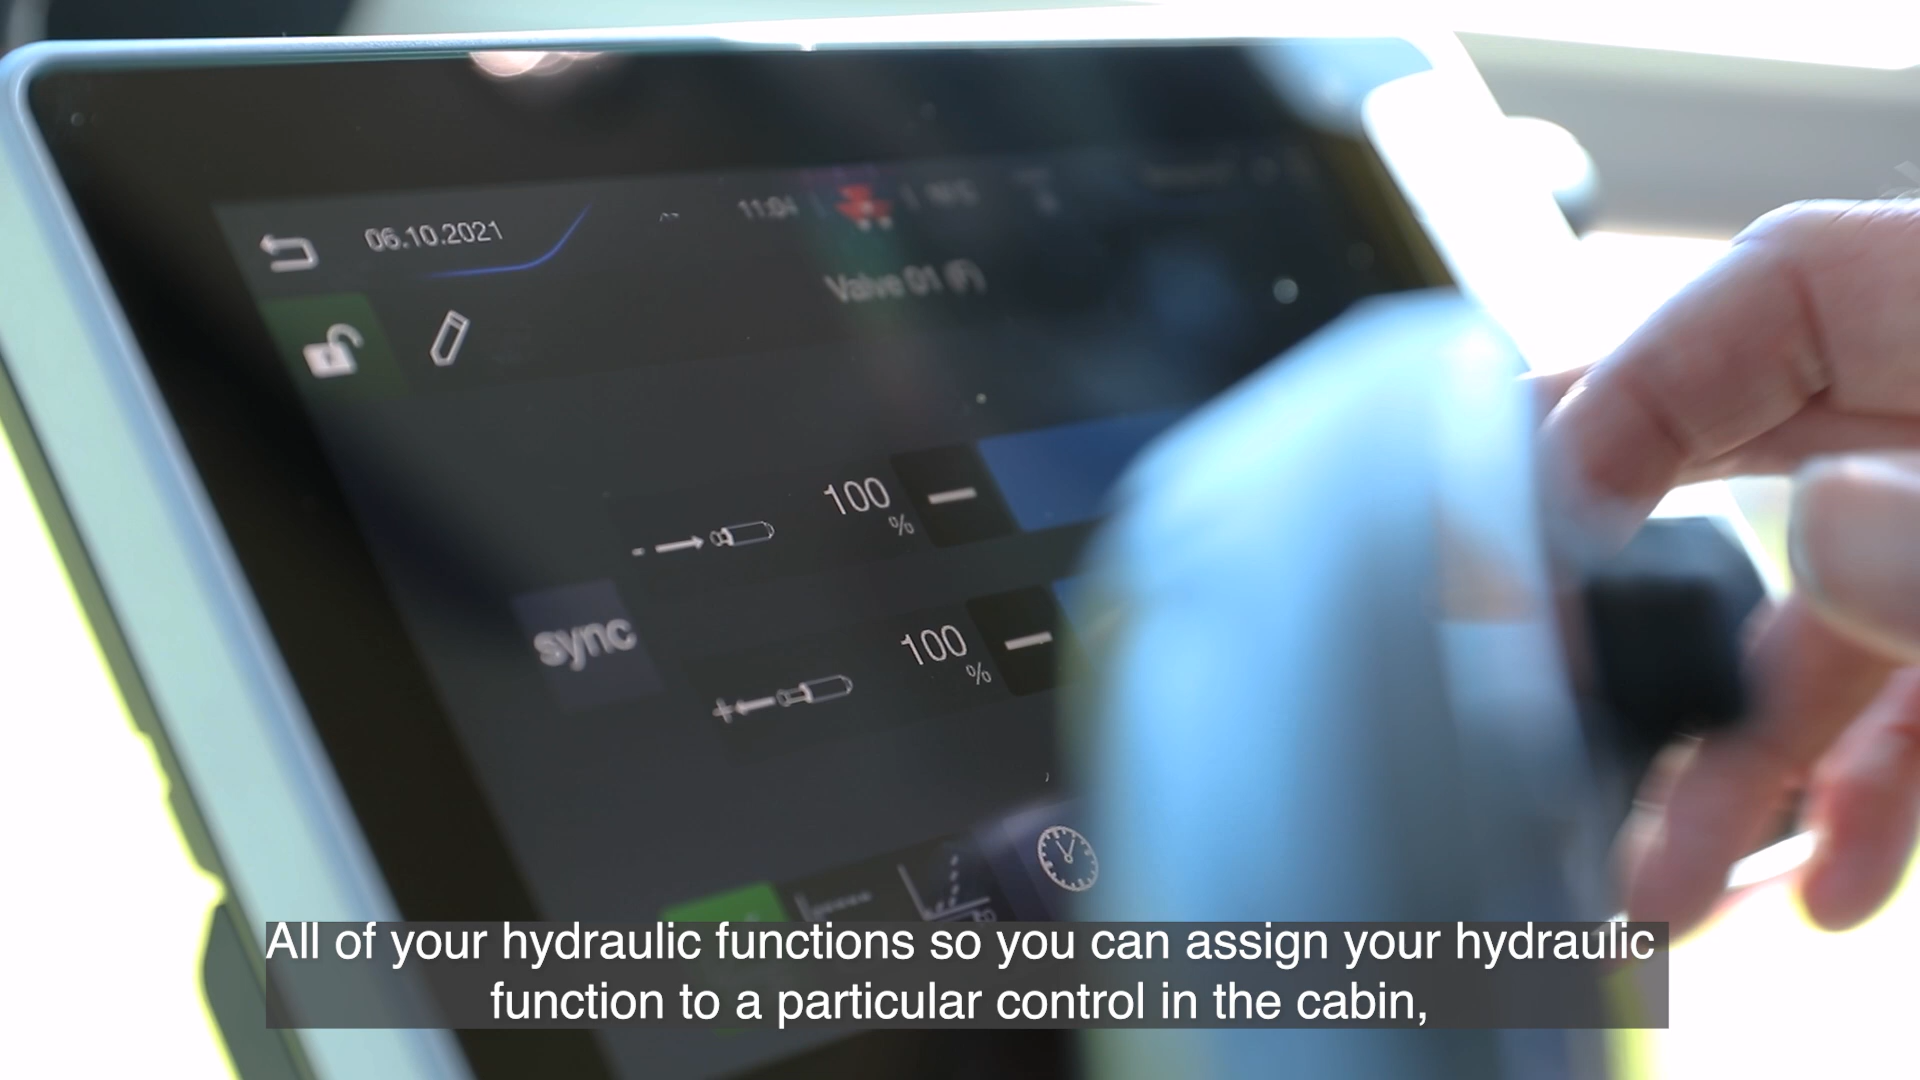 06.10.2021
11:04
Valve 01 (F)
100
%
sync
100
%
All of your hydraulic functions so you can assign your hydraulic
function to a particular control in the cabin,